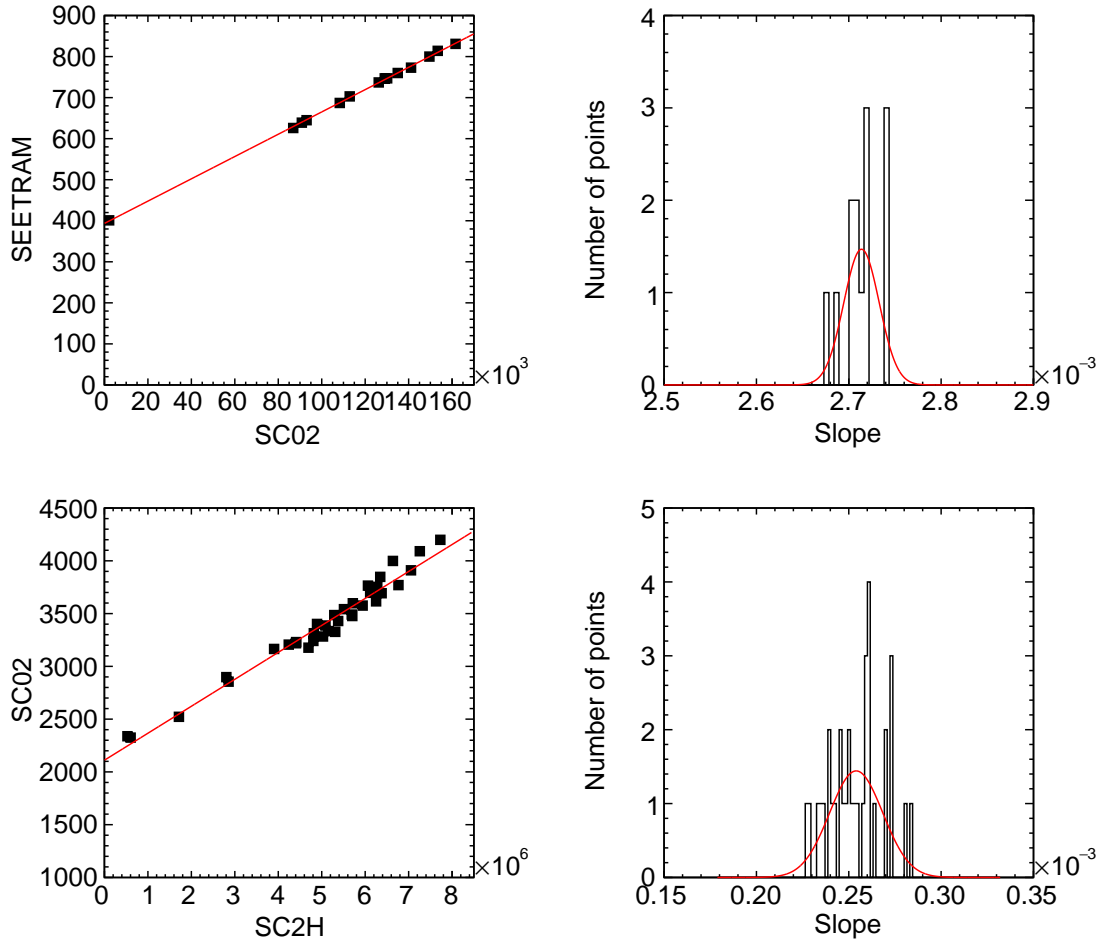 900
800
700
600
500
400
300
200
100
0
SEETRAM
0 20 40 60 80 100 120 140 160
×10³
SC02
4
3
2
1
0
Number of points
2.5 2.6 2.7 2.8 2.9
×10⁻³
Slope
4500
4000
3500
3000
2500
2000
1500
1000
SC02
0 1 2 3 4 5 6 7 8
×10⁶
SC2H
5
4
3
2
1
0
Number of points
0.15 0.20 0.25 0.30 0.35
×10⁻³
Slope